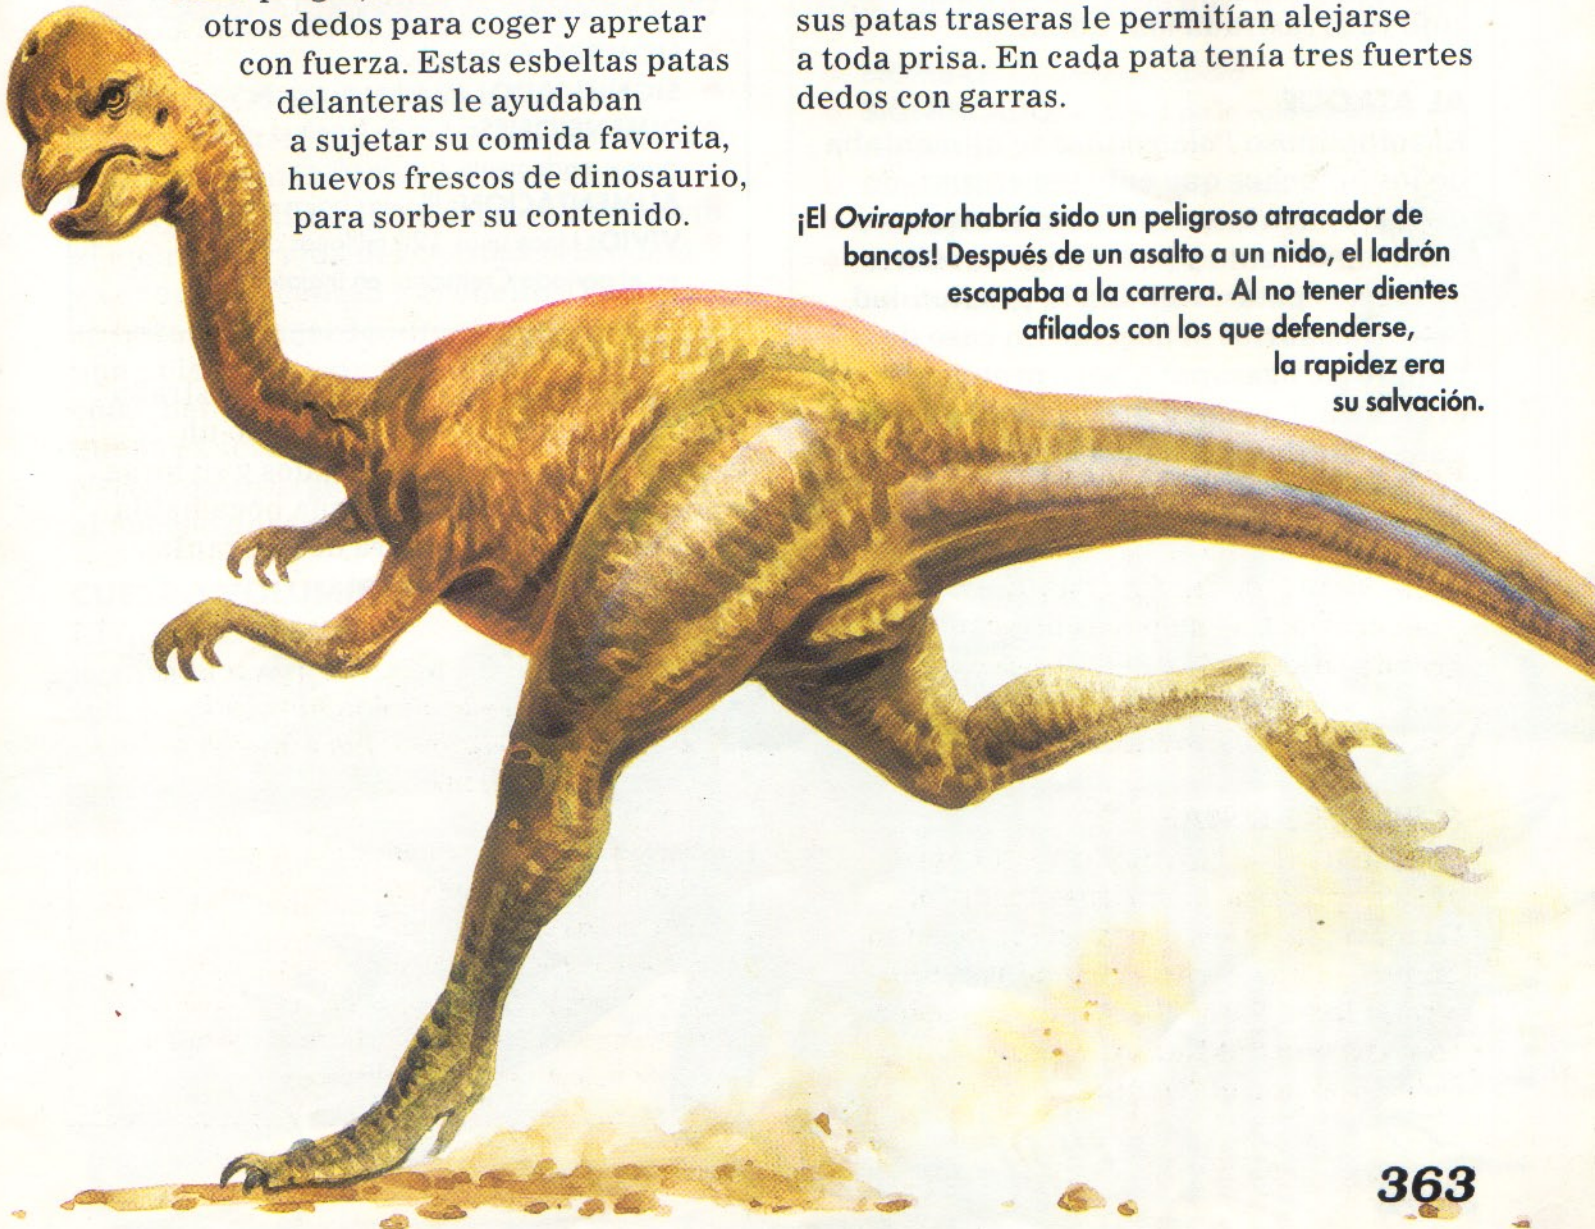 otros dedos para coger y apretar
con fuerza. Estas esbeltas patas
delanteras le ayudaban
a sujetar su comida favorita,
huevos frescos de dinosaurio,
para sorber su contenido.
sus patas traseras le permitían alejarse
a toda prisa. En cada pata tenía tres fuertes
dedos con garras.
¡El Oviraptor habría sido un peligroso atracador de
bancos! Después de un asalto a un nido, el ladrón
escapaba a la carrera. Al no tener dientes
afilados con los que defenderse,
la rapidez era
su salvación.
363